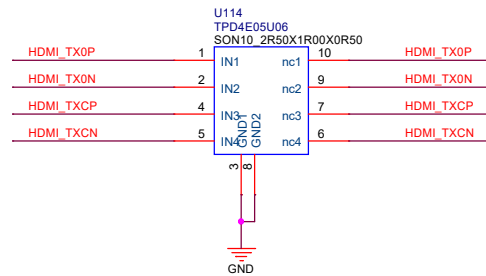 U114
TPD4E05U06
SON10_2R50X1R00X0R50
HDMI_TX0P 1 IN1 nc1 10 HDMI_TX0P
HDMI_TX0N 2 IN2 nc2 9 HDMI_TX0N
HDMI_TXCP 4 IN3 nc3 7 HDMI_TXCP
HDMI_TXCN 5 IN4 nc4 6 HDMI_TXCN
GND1 GND2
3 8
GND